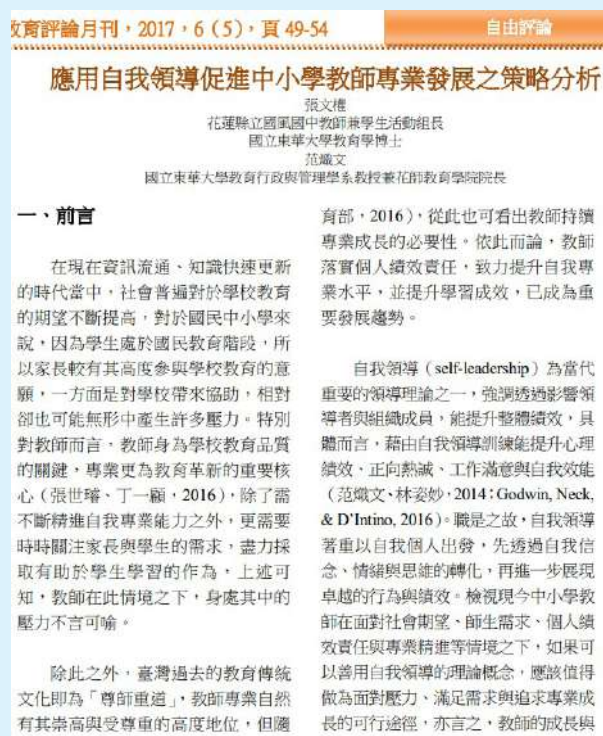 育評論月刊，2017，6（5），頁 49-54
自由評論
應用自我領導促進中小學教師專業發展之策略分析
張文權
花蓮縣立國風國中教師兼學生活動組長
國立東華大學教育學博士
范熾文
國立東華大學教育行政與管理學系教授兼花師教育學院院長
一、前言
在現在資訊流通、知識快速更新
的時代當中，社會普遍對於學校教育
的期望不斷提高，對於國民中小學來
說，因為學生處於國民教育階段，所
以家長較有其高度參與學校教育的意
願，一方面是對學校帶來協助，相對
卻也可能無形中產生許多壓力。特別
對教師而言，教師身為學校教育品質
的關鍵，專業更為教育革新的重要核
心（張世璿、丁一顧，2016），除了需
不斷精進自我專業能力之外，更需要
時時關注家長與學生的需求，盡力採
取有助於學生學習的作為，上述可
知，教師在此情境之下，身處其中的
壓力不言可喻。
除此之外，臺灣過去的教育傳統
文化即為「尊師重道」，教師專業自然
有其崇高與受尊重的高度地位，但隨
育部，2016），從此也可看出教師持續
專業成長的必要性。依此而論，教師
落實個人績效責任，致力提升自我專
業水平，並提升學習成效，已成為重
要發展趨勢。
自我領導（self-leadership）為當代
重要的領導理論之一，強調透過影響領
導者與組織成員，能提升整體績效，具
體而言，藉由自我領導訓練能提升心理
績效、正向熱誠、工作滿意與自我效能
（范熾文、林姿妙，2014；Godwin, Neck,
& D'Intino, 2016）。職是之故，自我領導
著重以自我個人出發，先透過自我信
念、情緒與思維的轉化，再進一步展現
卓越的行為與績效。檢視現今中小學教
師在面對社會期望、師生需求、個人績
效責任與專業精進等情境之下，如果可
以善用自我領導的理論概念，應該值得
做為面對壓力、滿足需求與追求專業成
長的可行途徑，亦言之，教師的成長與